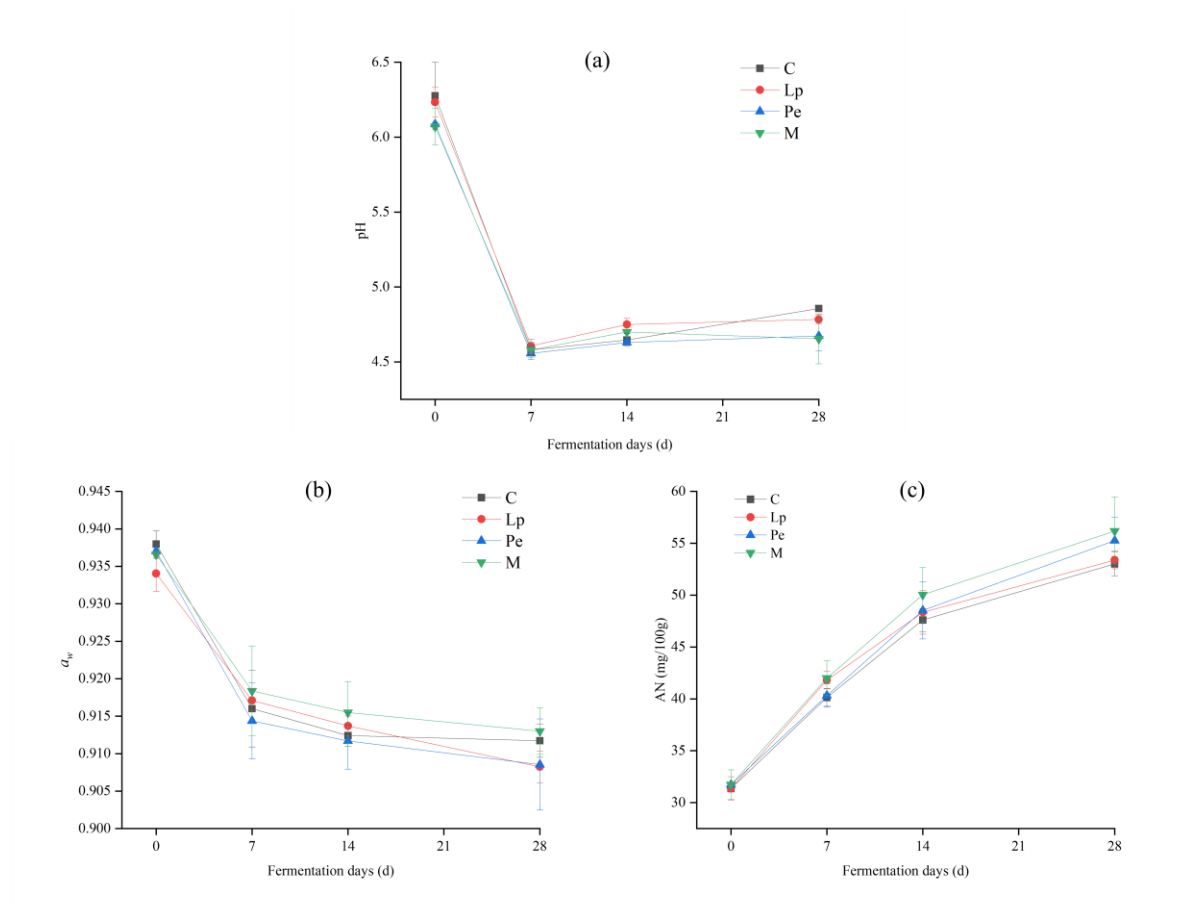 (a)
C
Lp
Pe
M
6.5
6.0
5.5
5.0
4.5
pH
0 7 14 21 28
Fermentation days (d)
(b)
C
Lp
Pe
M
0.945
0.940
0.935
0.930
0.925
0.920
0.915
0.910
0.905
0.900
aw
0 7 14 21 28
Fermentation days (d)
(c)
C
Lp
Pe
M
60
55
50
45
40
35
30
AN (mg/100g)
0 7 14 21 28
Fermentation days (d)